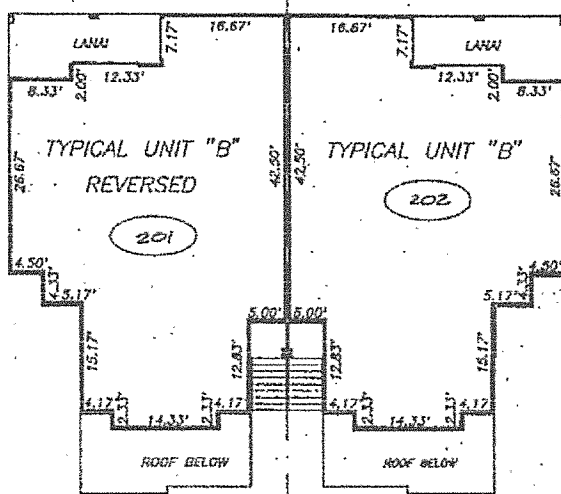 16.67' 16.67'
LANAI 7.17' 7.17' LANAI
8.33' 2.00' 12.33' 12.33' 2.00' 8.33'
TYPICAL UNIT "B" TYPICAL UNIT "B"
REVERSED
26.67' 42.50' 42.50' 26.67'
201 202
4.50' 4.33' 4.33' 4.50'
5.17' 5.17'
5.00' 5.00'
15.17' 12.83' 12.83' 15.17'
4.17 2.33' 2.33' 4.17 4.17 2.33' 2.33' 4.17
14.33' 14.33'
ROOF BELOW ROOF BELOW